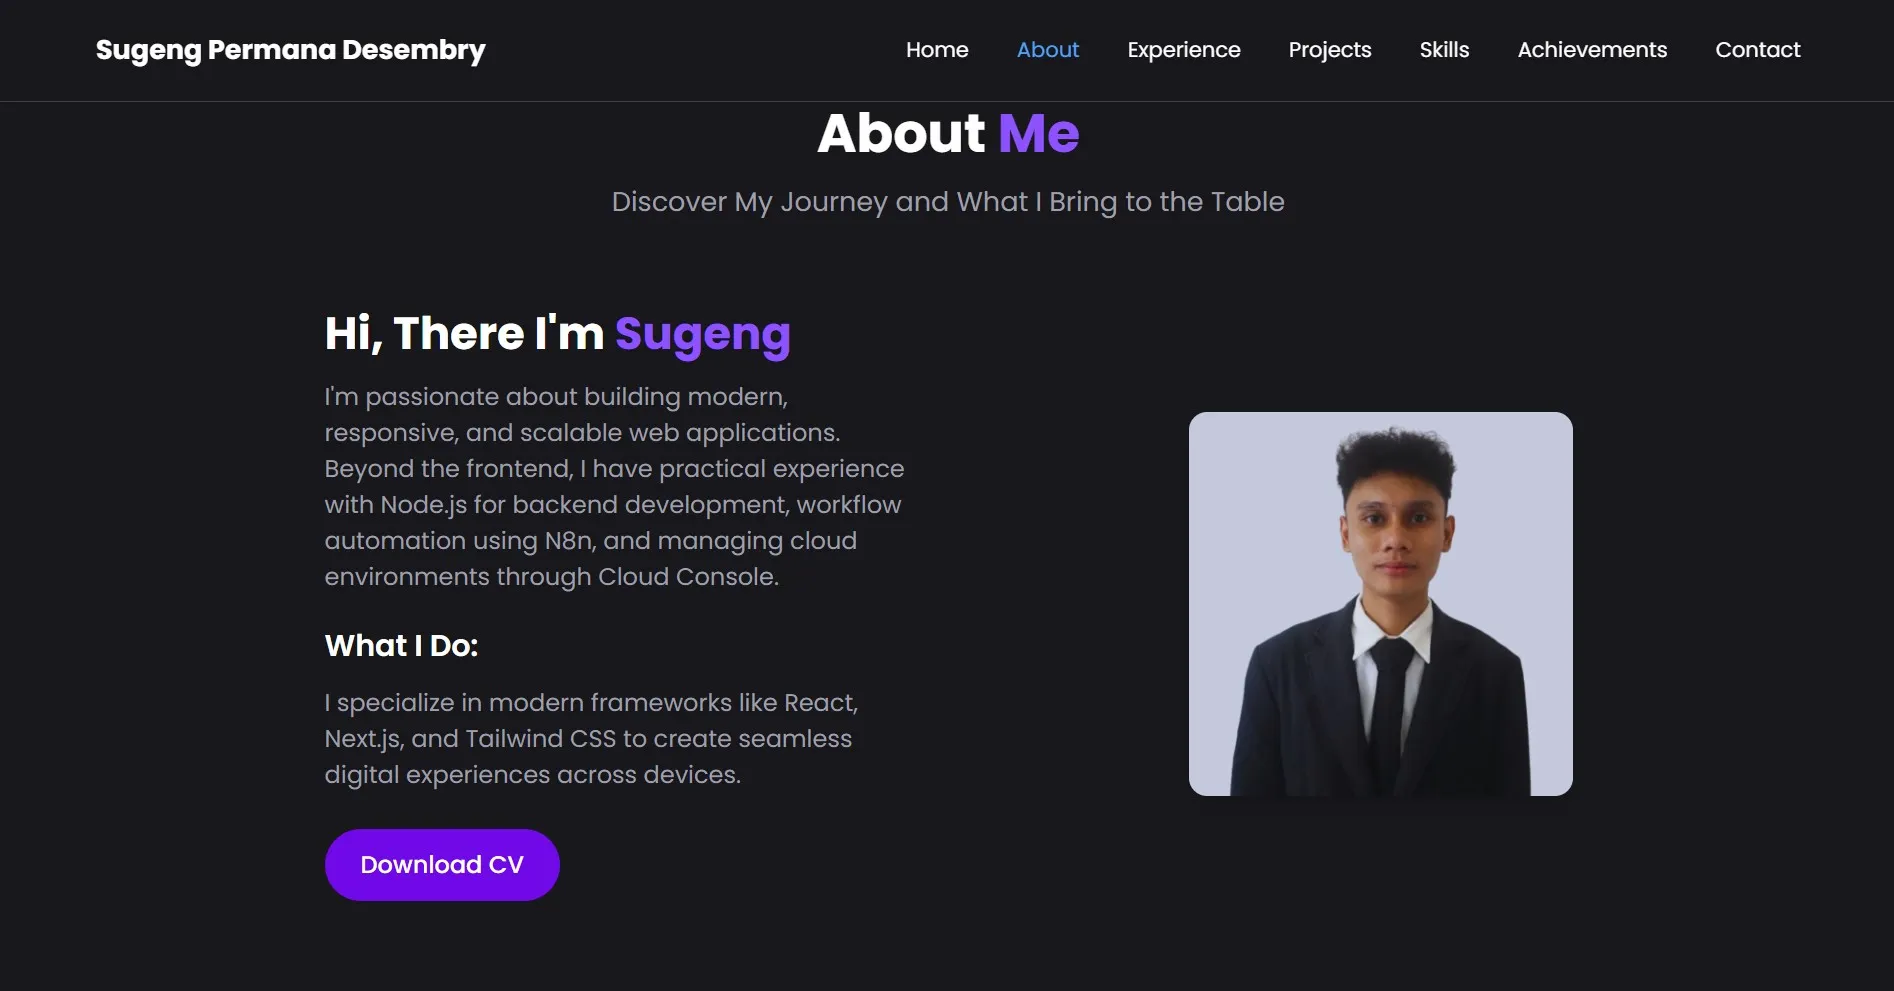 Sugeng Permana Desembry
Home About Experience Projects Skills Achievements Contact
About Me
Discover My Journey and What I Bring to the Table
Hi, There I'm Sugeng
I'm passionate about building modern,
responsive, and scalable web applications.
Beyond the frontend, I have practical experience
with Node.js for backend development, workflow
automation using N8n, and managing cloud
environments through Cloud Console.
What I Do:
I specialize in modern frameworks like React,
Next.js, and Tailwind CSS to create seamless
digital experiences across devices.
Download CV